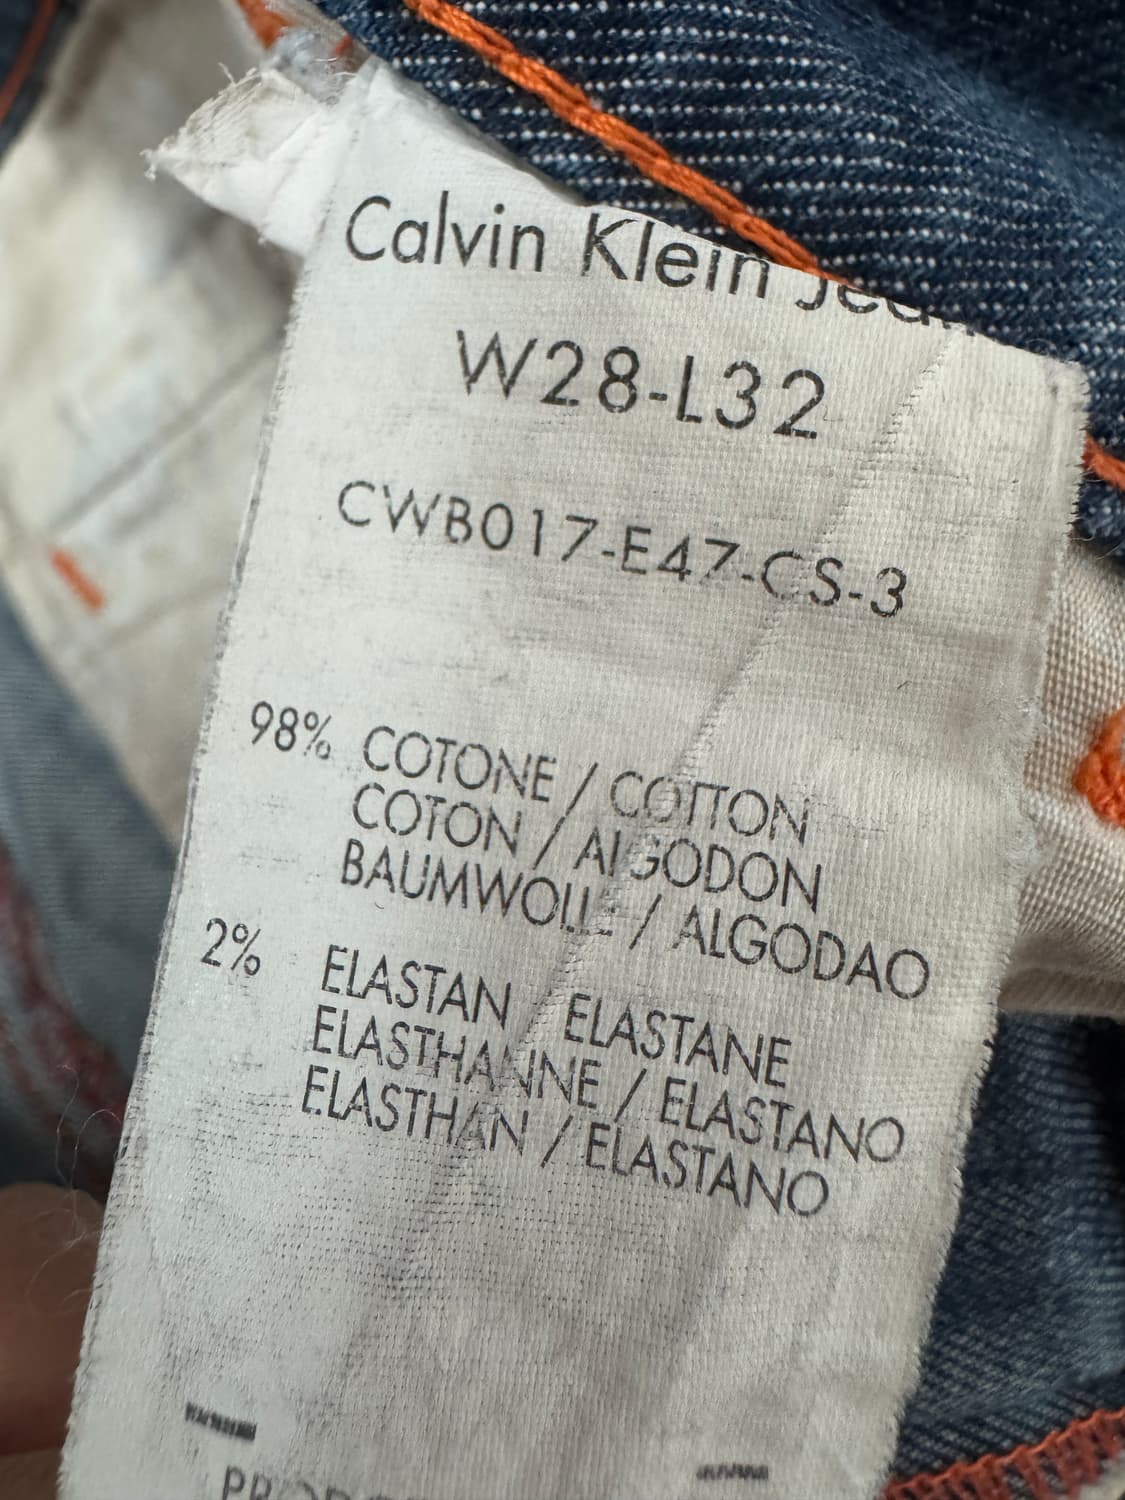 Calvin Klein Jean
W28-L32
CWB017-E47-CS-3
98% COTONE / COTTON
COTON / ALGODON
BAUMWOLLE / ALGODAO
2% ELASTAN ELASTANE
ELASTHANNE / ELASTANO
ELASTHAN / ELASTANO